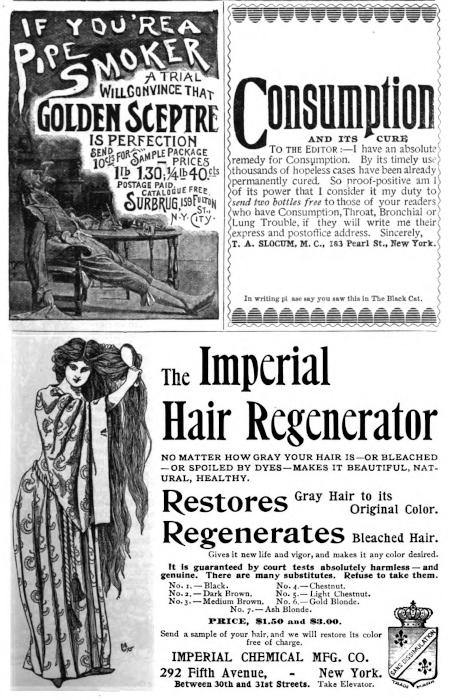 IF YOU'RE A
PIPE
SMOKER
A TRIAL
WILL CONVINCE THAT
GOLDEN SCEPTRE
IS PERFECTION
SEND
10cts FOR SAMPLE PACKAGE
— PRICES
1 lb 1.30; ¼ lb 40.cts
POSTAGE PAID.
CATALOGUE FREE.
SURBRUG, 159 FULTON
ST.,
N.Y.
CITY.
Consumption
AND ITS CURE
TO THE EDITOR :—I have an absolute
remedy for Consumption. By its timely use
thousands of hopeless cases have been already
permanently cured. So proof-positive am I
of its power that I consider it my duty to
send two bottles free to those of your readers
who have Consumption, Throat, Bronchial or
Lung Trouble, if they will write me their
express and postoffice address. Sincerely,
T. A. SLOCUM, M. C., 183 Pearl St., New York.
In writing pl ase say you saw this in The Black Cat.
The Imperial
Hair Regenerator
NO MATTER HOW GRAY YOUR HAIR IS—OR BLEACHED
—OR SPOILED BY DYES—MAKES IT BEAUTIFUL, NAT-
URAL, HEALTHY.
Restores Gray Hair to its
Original Color.
Regenerates Bleached Hair.
Gives it new life and vigor, and makes it any color desired.
It is guaranteed by court tests absolutely harmless — and
genuine. There are many substitutes. Refuse to take them.
No. 1. — Black. No. 4. — Chestnut.
No. 2. — Dark Brown. No. 5. — Light Chestnut.
No. 3. — Medium Brown. No. 6. — Gold Blonde.
No. 7. — Ash Blonde.
PRICE, $1.50 and $3.00.
Send a sample of your hair, and we will restore its color
free of charge.
IMPERIAL CHEMICAL MFG. CO.
292 Fifth Avenue, - New York.
Between 30th and 31st Streets. Take Elevator.
SANS DISSIMULATION
TRADE MARK